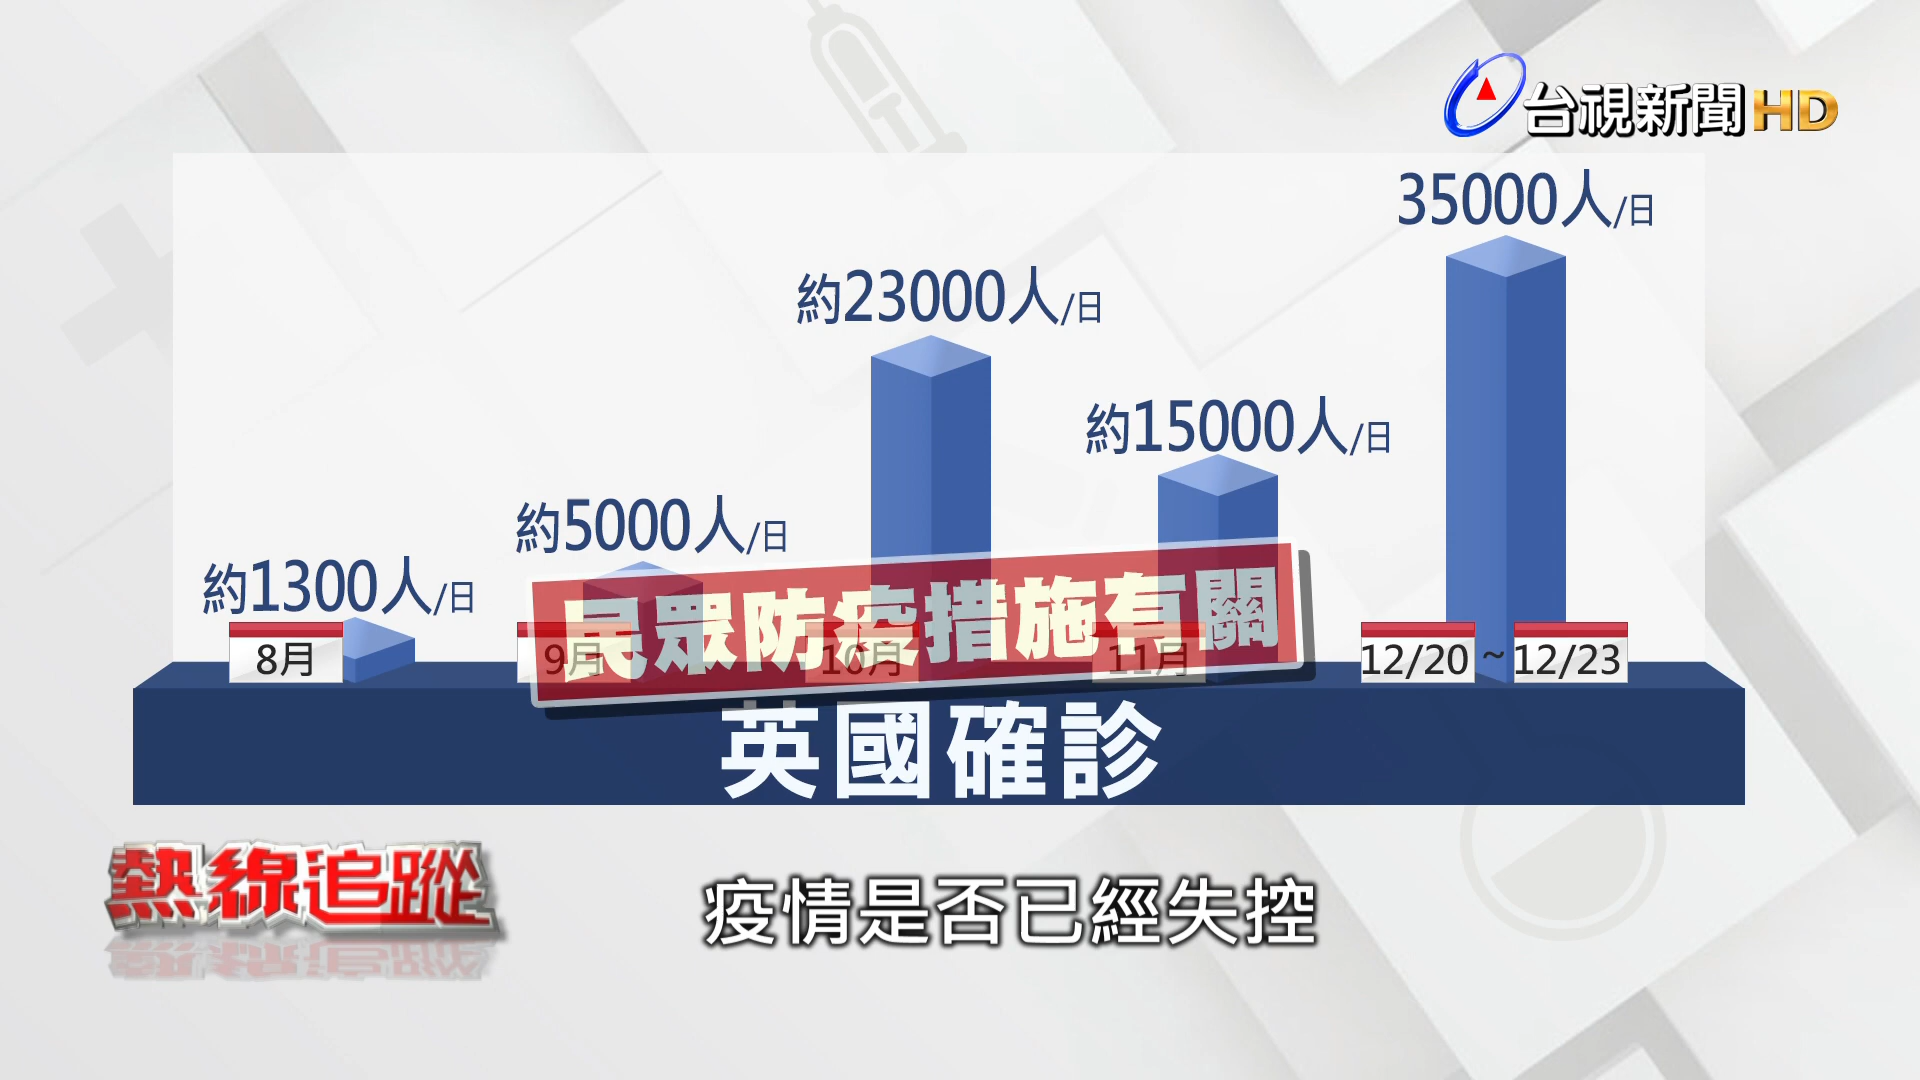 台視新聞HD
35000人/日
約23000人/日
約15000人/日
約5000人/日
約1300人/日
8月
9月
10月
11月
12/20 ~ 12/23
民眾防疫措施有關
英國確診
熱線追蹤
疫情是否已經失控